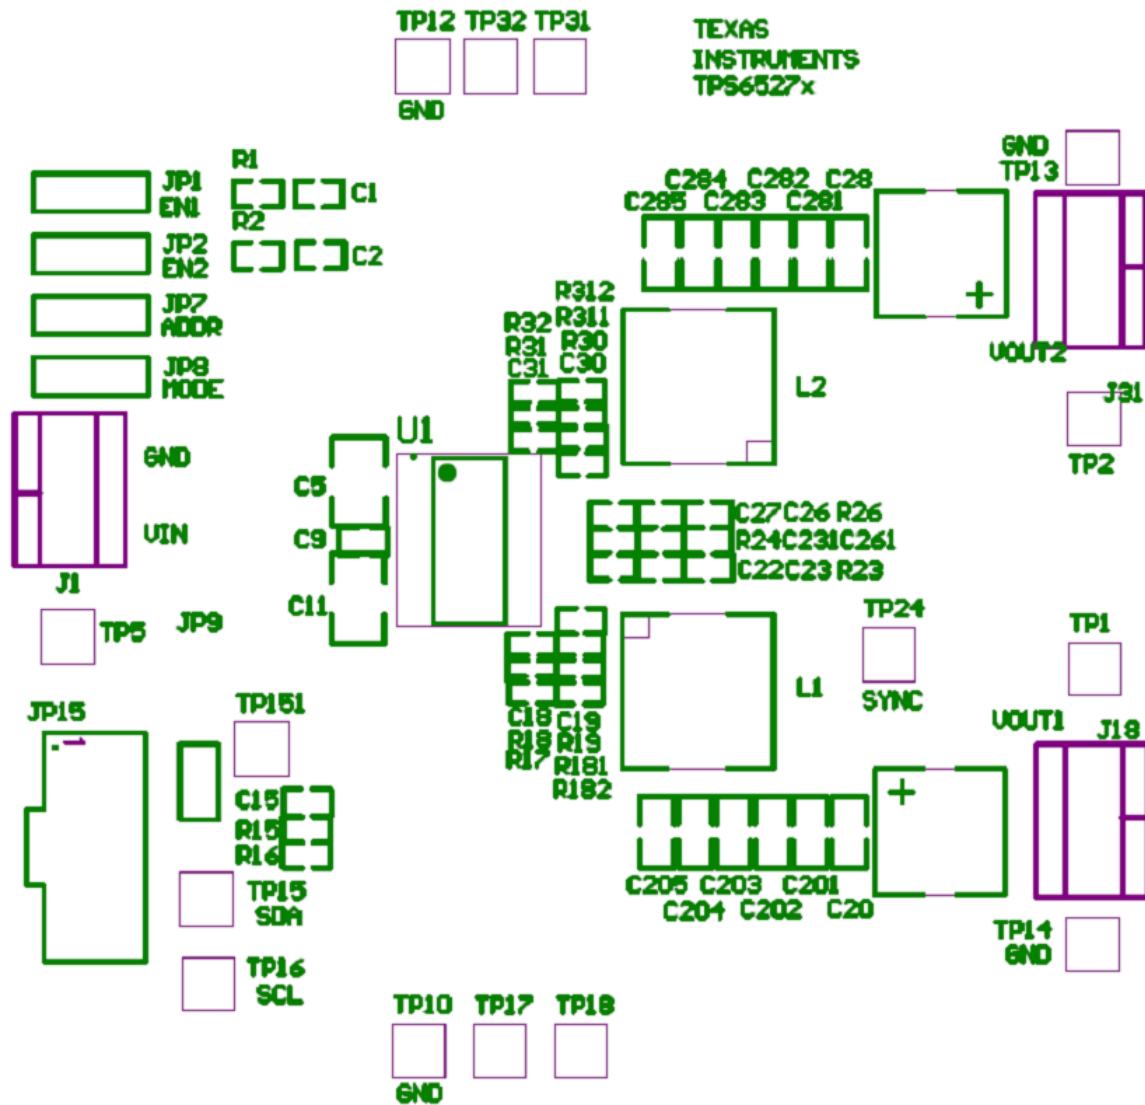 TP12 TP32 TP31
TEXAS
INSTRUMENTS
TPS6527x
GND
GND
TP13
R1
JP1
EN1
C1
R2
JP2
EN2
C2
JP7
ADDR
JP8
MODE
C284 C282 C28
C285 C283 C281
+
VOUT2
J31
TP2
R312
R32 R311
R31 R30
C31 C30
L2
U1
GND
VIN
J1
C5
C9
C11
C27 C26 R26
R24 C231 C261
C22 C23 R23
TP5
JP9
TP24
SYNC
TP1
L1
C18 C19
R18 R19
R17 R181
R182
JP15
1
TP151
C15
R15
R16
VOUT1
J18
+
C205 C203 C201
C204 C202 C20
TP15
SDA
TP16
SCL
TP14
GND
TP10 TP17 TP18
GND